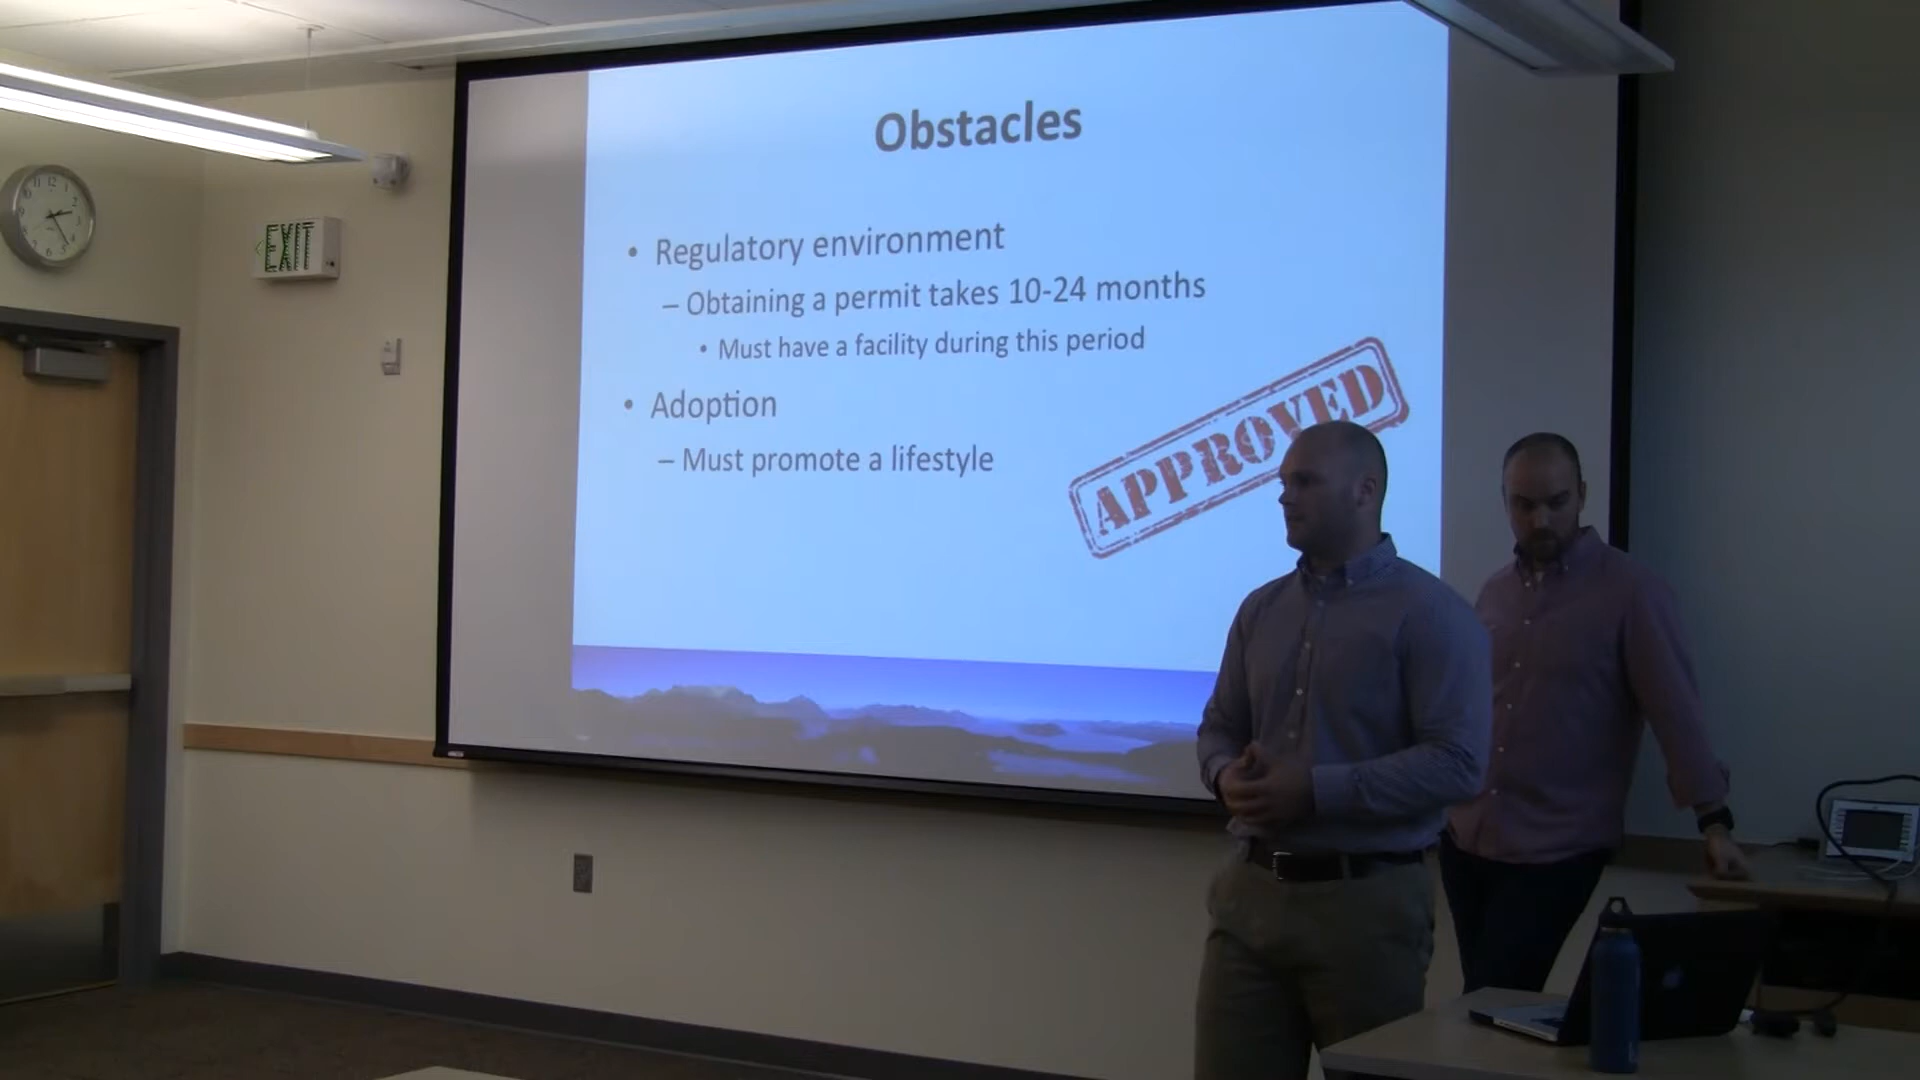 Obstacles
EXIT
• Regulatory environment
– Obtaining a permit takes 10-24 months
• Must have a facility during this period
• Adoption
– Must promote a lifestyle
APPROVED